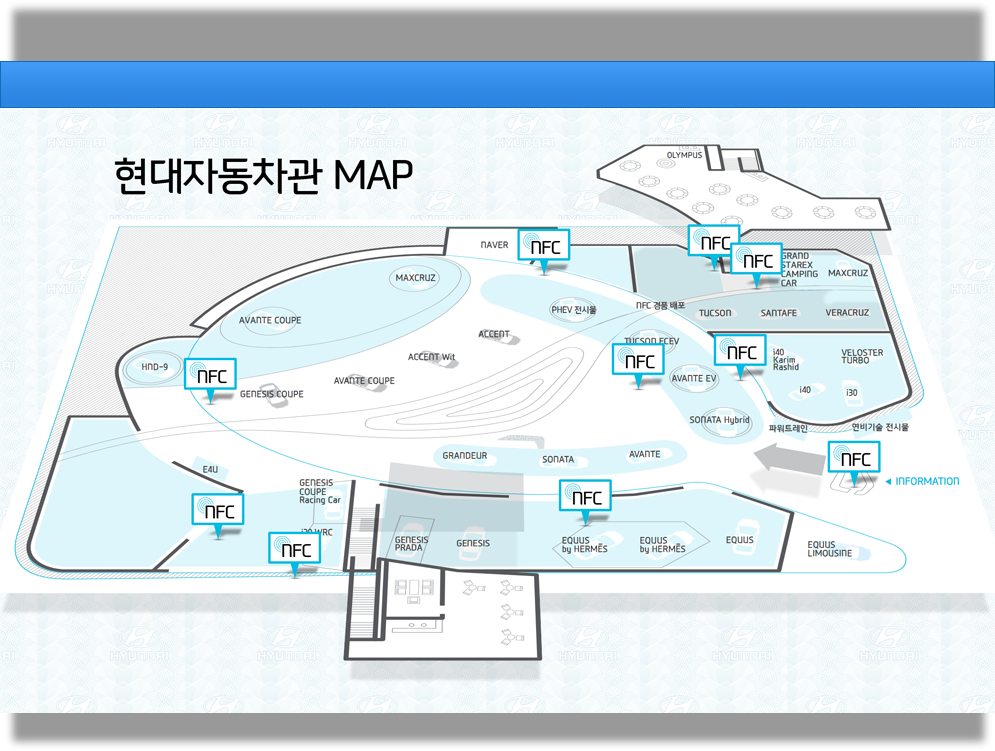 현대자동차관 MAP
OLYMPUS
NAVER
NFC
NFC
NFC
GRAND
STAREX
CAMPING
CAR
MAXCRUZ
MAXCRUZ
AVANTE COUPE
PHEV 전시물
NFC 경품 배포
TUCSON
SANTAFE
VERACRUZ
ACCENT
TUCSON FCEV
NFC
NFC
i40
Karim
Rashid
VELOSTER
TURBO
ACCENT Wit
HND-9
NFC
AVANTE COUPE
AVANTE EV
GENESIS COUPE
i40
i30
SONATA Hybrid
파워트레인
연비기술 전시물
GRANDEUR
SONATA
AVANTE
NFC
INFORMATION
E4U
GENESIS
COUPE
Racing Car
NFC
NFC
i20 WRC
NFC
GENESIS
PRADA
GENESIS
EQUUS
by HERMĒS
EQUUS
by HERMĒS
EQUUS
EQUUS
LIMOUSINE
HYUNDAI